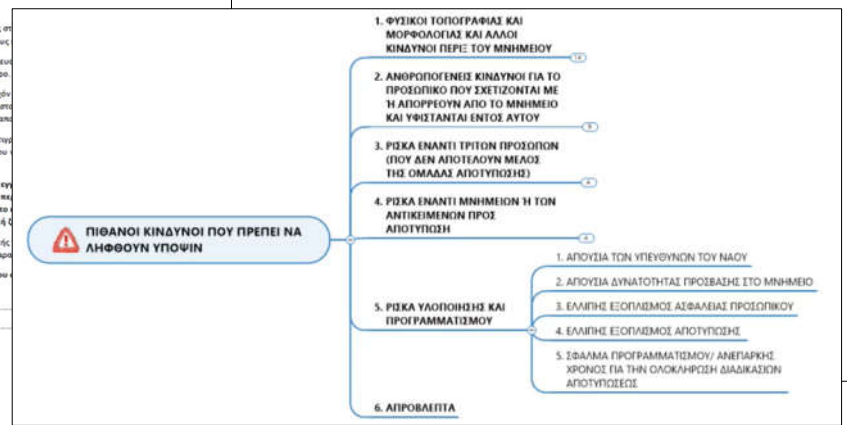 1. ΦΥΣΙΚΟΙ ΤΟΠΟΓΡΑΦΙΑΣ ΚΑΙ
ΜΟΡΦΟΛΟΓΙΑΣ ΚΑΙ ΑΛΛΟΙ
ΚΙΝΔΥΝΟΙ ΠΕΡΙΞ ΤΟΥ ΜΝΗΜΕΙΟΥ
14
2. ΑΝΘΡΩΠΟΓΕΝΕΙΣ ΚΙΝΔΥΝΟΙ ΓΙΑ ΤΟ
ΠΡΟΣΩΠΙΚΟ ΠΟΥ ΣΧΕΤΙΖΟΝΤΑΙ ΜΕ
Ή ΑΠΟΡΡΕΟΥΝ ΑΠΟ ΤΟ ΜΝΗΜΕΙΟ
ΚΑΙ ΥΦΙΣΤΑΝΤΑΙ ΕΝΤΟΣ ΑΥΤΟΥ
3. ΡΙΣΚΑ ΕΝΑΝΤΙ ΤΡΙΤΩΝ ΠΡΟΣΩΠΩΝ
(ΠΟΥ ΔΕΝ ΑΠΟΤΕΛΟΥΝ ΜΕΛΟΣ
ΤΗΣ ΟΜΑΔΑΣ ΑΠΟΤΥΠΩΣΗΣ)
4. ΡΙΣΚΑ ΕΝΑΝΤΙ ΜΝΗΜΕΙΩΝ Ή ΤΩΝ
ΑΝΤΙΚΕΙΜΕΝΩΝ ΠΡΟΣ
ΑΠΟΤΥΠΩΣΗ
ΠΙΘΑΝΟΙ ΚΙΝΔΥΝΟΙ ΠΟΥ ΠΡΕΠΕΙ ΝΑ
ΛΗΦΘΟΥΝ ΥΠΟΨΙΝ
5. ΡΙΣΚΑ ΥΛΟΠΟΙΗΣΗΣ ΚΑΙ
ΠΡΟΓΡΑΜΜΑΤΙΣΜΟΥ
1. ΑΠΟΥΣΙΑ ΤΩΝ ΥΠΕΥΘΥΝΩΝ ΤΟΥ ΝΑΟΥ
2. ΑΠΟΥΣΙΑ ΔΥΝΑΤΟΤΗΤΑΣ ΠΡΟΣΒΑΣΗΣ ΣΤΟ ΜΝΗΜΕΙΟ
3. ΕΛΛΙΠΗΣ ΕΞΟΠΛΙΣΜΟΣ ΑΣΦΑΛΕΙΑΣ ΠΡΟΣΩΠΙΚΟΥ
4. ΕΛΛΙΠΗΣ ΕΞΟΠΛΙΣΜΟΣ ΑΠΟΤΥΠΩΣΗΣ
5. ΣΦΑΛΜΑ ΠΡΟΓΡΑΜΜΑΤΙΣΜΟΥ/ ΑΝΕΠΑΡΚΗΣ
ΧΡΟΝΟΣ ΓΙΑ ΤΗΝ ΟΛΟΚΛΗΡΩΣΗ ΔΙΑΔΙΚΑΣΙΩΝ
ΑΠΟΤΥΠΩΣΕΩΣ
6. ΑΠΡΟΒΛΕΠΤΑ